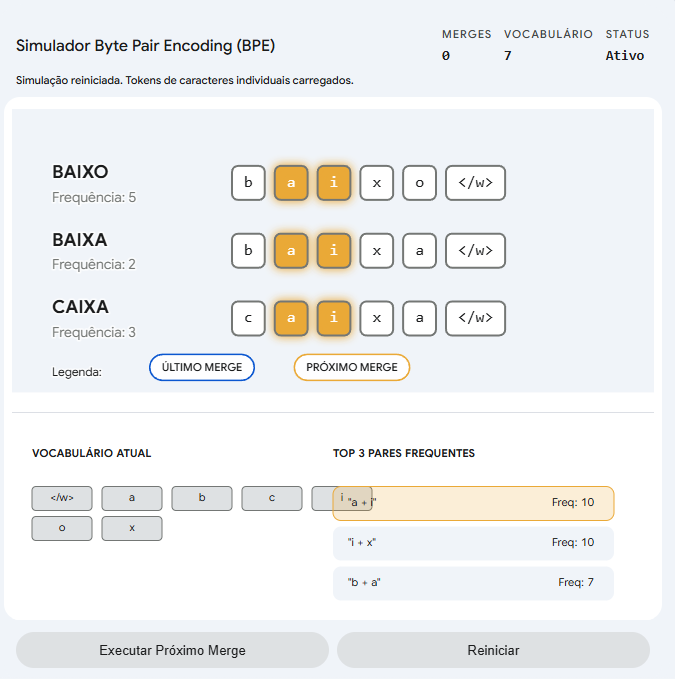 Simulador Byte Pair Encoding (BPE)
MERGES VOCABULÁRIO STATUS
0 7 Ativo
Simulação reiniciada. Tokens de caracteres individuais carregados.
BAIXO
Frequência: 5
b a i x o </w>
BAIXA
Frequência: 2
b a i x a </w>
CAIXA
Frequência: 3
c a i x a </w>
Legenda: ÚLTIMO MERGE PRÓXIMO MERGE
VOCABULÁRIO ATUAL
</w> a b c i
o x
TOP 3 PARES FREQUENTES
"a + i" Freq: 10
"i + x" Freq: 10
"b + a" Freq: 7
Executar Próximo Merge Reiniciar